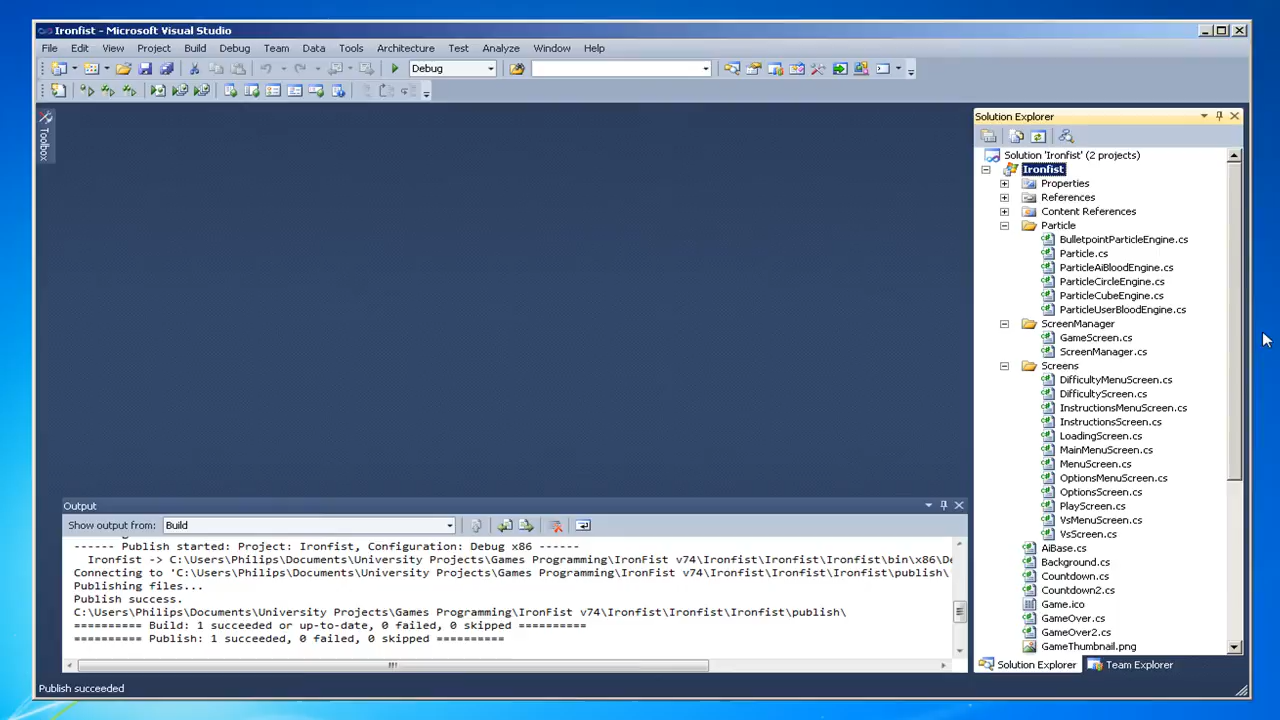 Ironfist - Microsoft Visual Studio
File Edit View Project Build Debug Team Data Tools Architecture Test Analyze Window Help
Debug
Toolbox
Solution Explorer
Solution 'Ironfist' (2 projects)
Ironfist
Properties
References
Content References
Particle
BulletpointParticleEngine.cs
Particle.cs
ParticleAiBloodEngine.cs
ParticleCircleEngine.cs
ParticleCubeEngine.cs
ParticleUserBloodEngine.cs
ScreenManager
GameScreen.cs
ScreenManager.cs
Screens
DifficultyMenuScreen.cs
DifficultyScreen.cs
InstructionsMenuScreen.cs
InstructionsScreen.cs
LoadingScreen.cs
MainMenuScreen.cs
MenuScreen.cs
OptionsMenuScreen.cs
OptionsScreen.cs
PlayScreen.cs
VsMenuScreen.cs
VsScreen.cs
AiBase.cs
Background.cs
Countdown.cs
Countdown2.cs
Game.ico
GameOver.cs
GameOver2.cs
GameThumbnail.png
Solution Explorer Team Explorer
Output
Show output from: Build
------ Publish started: Project: Ironfist, Configuration: Debug x86 ------
Ironfist -> C:\Users\Philips\Documents\University Projects\Games Programming\IronFist v74\Ironfist\Ironfist\Ironfist\bin\x86\De
Connecting to 'C:\Users\Philips\Documents\University Projects\Games Programming\IronFist v74\Ironfist\Ironfist\Ironfist\publish\
Publishing files...
Publish success.
C:\Users\Philips\Documents\University Projects\Games Programming\IronFist v74\Ironfist\Ironfist\Ironfist\publish\
========== Build: 1 succeeded or up-to-date, 0 failed, 0 skipped ==========
========== Publish: 1 succeeded, 0 failed, 0 skipped ==========
Publish succeeded